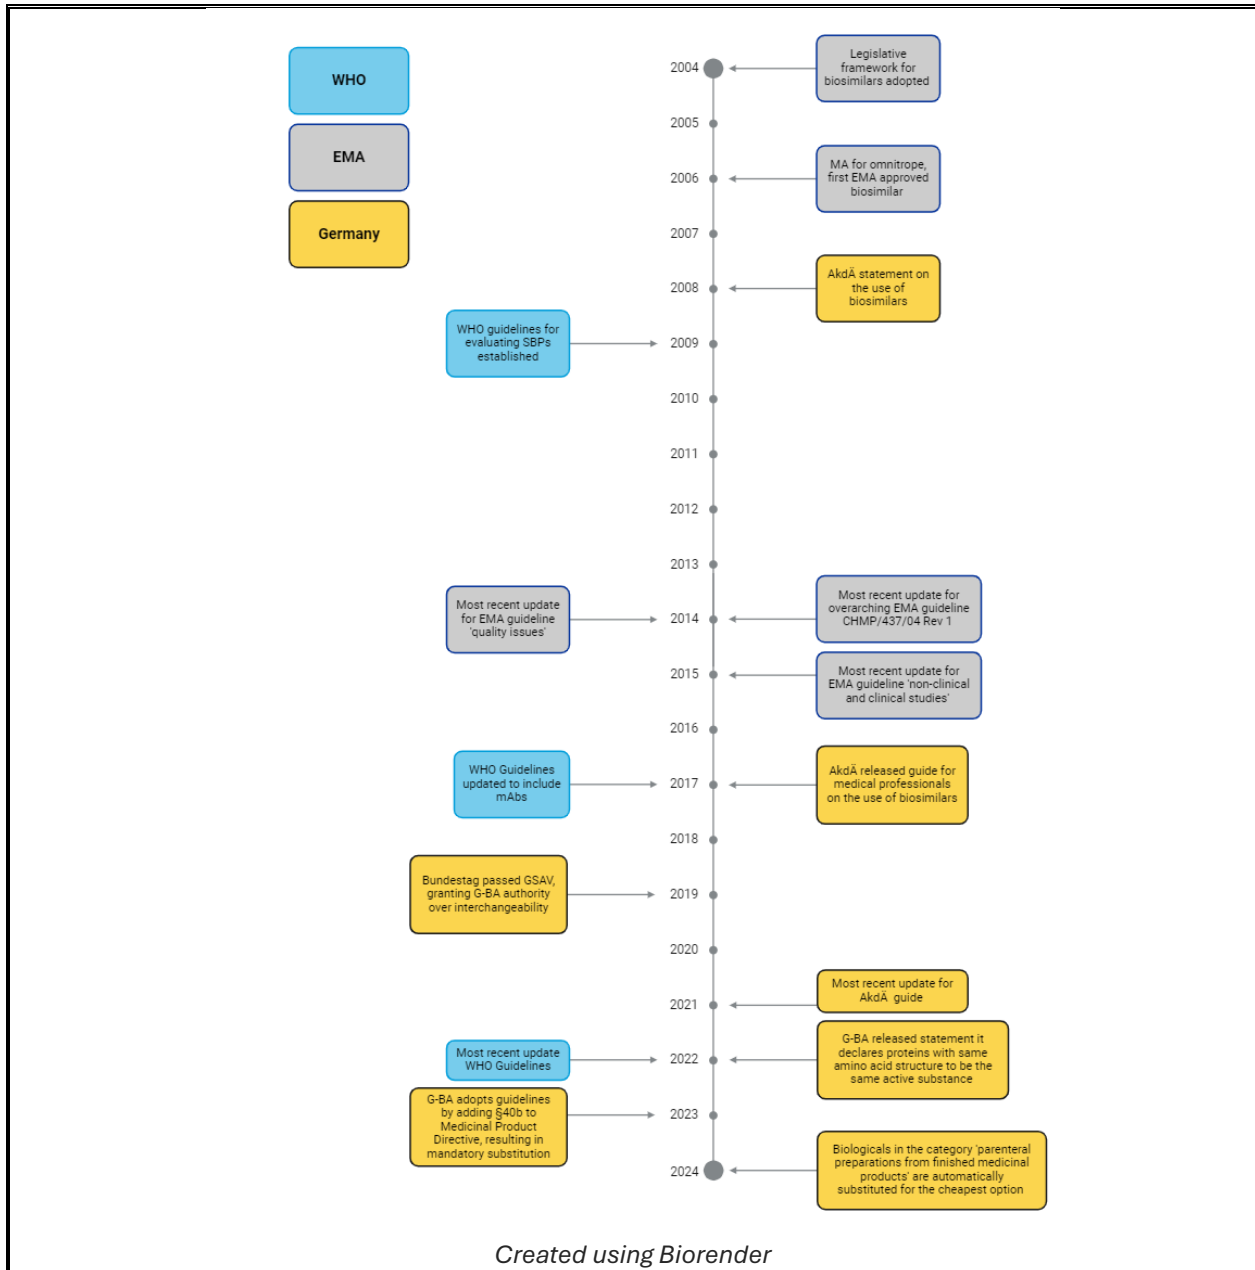 WHO
EMA
Germany
2004
Legislative
framework for
biosimilars adopted
2005
2006
MA for omnitrope,
first EMA approved
biosimilar
2007
2008
AkdÄ statement on
the use of
biosimilars
WHO guidelines for
evaluating SBPs
established
2009
2010
2011
2012
2013
Most recent update
for EMA guideline
'quality issues'
2014
Most recent update for
overarching EMA guideline
CHMP/437/04 Rev 1
2015
Most recent update for
EMA guideline 'non-clinical
and clinical studies'
2016
WHO Guidelines
updated to include
mAbs
2017
AkdÄ released guide for
medical professionals
on the use of biosimilars
2018
Bundestag passed GSAV,
granting G-BA authority
over interchangeability
2019
2020
2021
Most recent update for
AkdÄ guide
Most recent update
WHO Guidelines
2022
G-BA released statement it
declares proteins with same
amino acid structure to be the
same active substance
G-BA adopts guidelines
by adding §40b to
Medicinal Product
Directive, resulting in
mandatory substitution
2023
2024
Biologicals in the category 'parenteral
preparations from finished medicinal
products' are automatically
substituted for the cheapest option
Created using Biorender